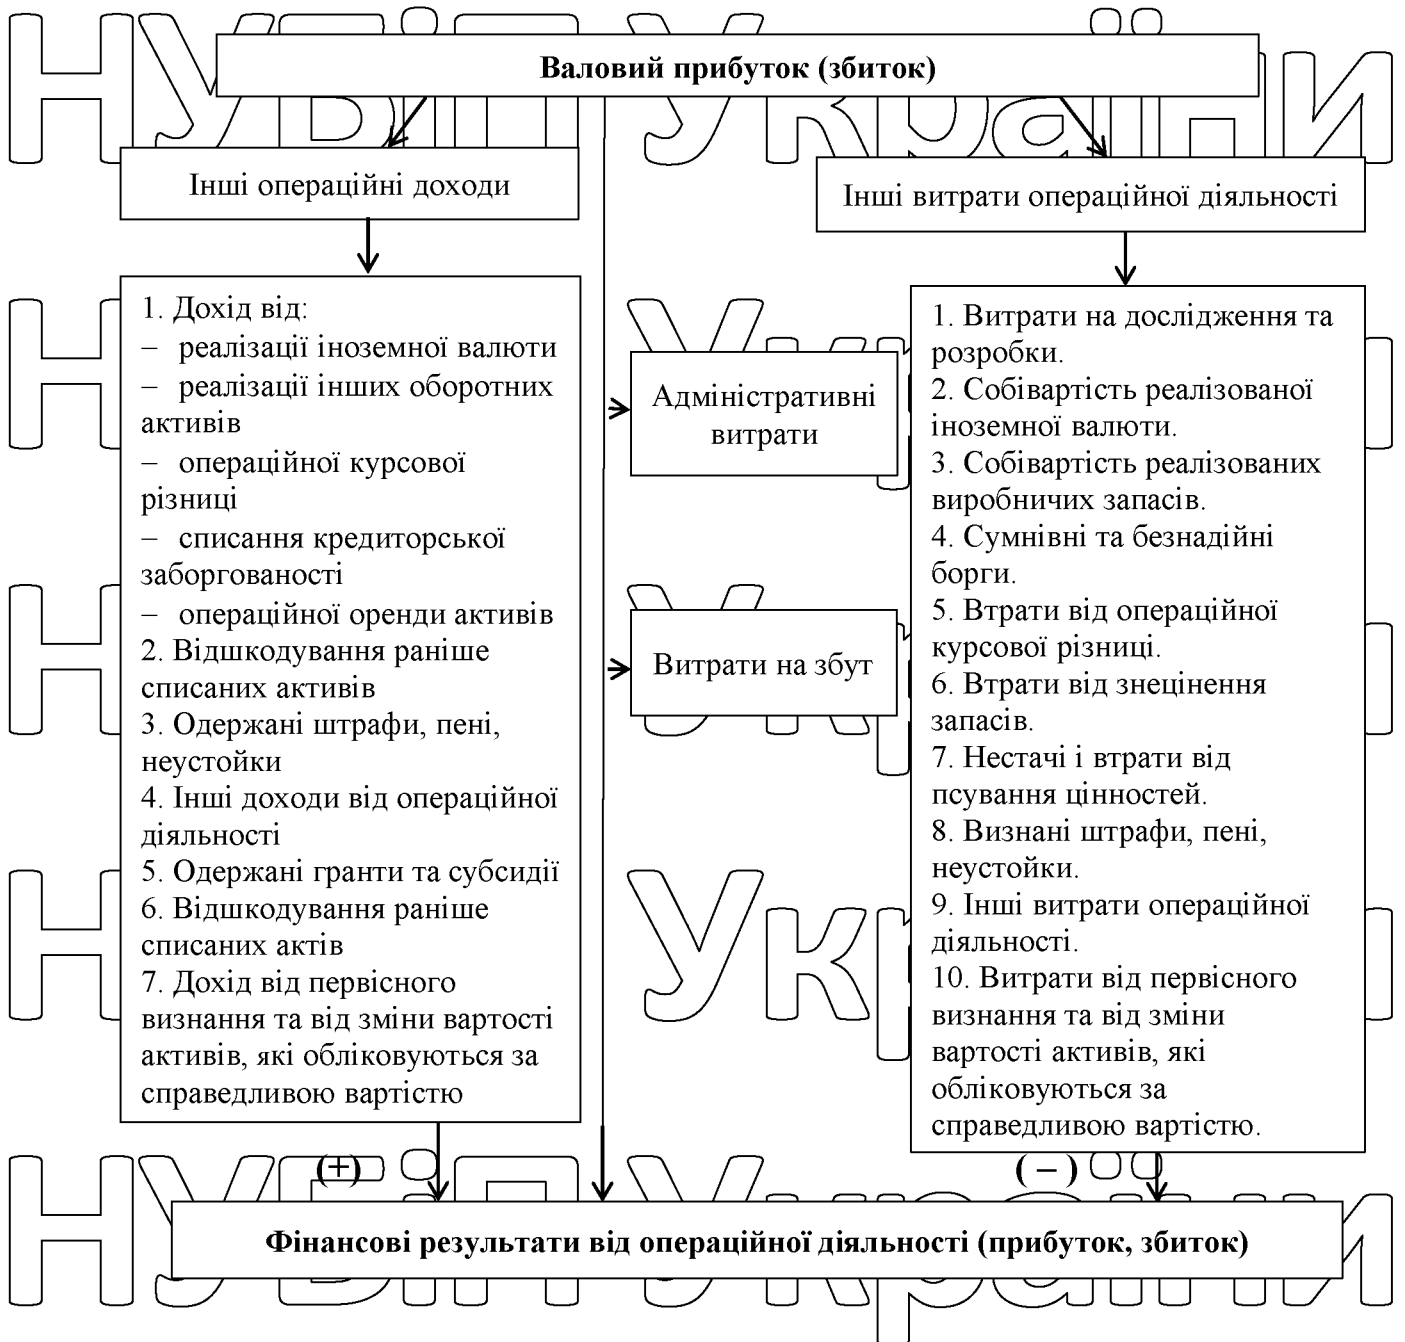 НУБіП України
Валовий прибуток (збиток)
Інші операційні доходи
Інші витрати операційної діяльності
1. Дохід від:
– реалізації іноземної валюти
– реалізації інших оборотних
активів
– операційної курсової
різниці
– списання кредиторської
заборгованості
– операційної оренди активів
2. Відшкодування раніше
списаних активів
3. Одержані штрафи, пені,
неустойки
4. Інші доходи від операційної
діяльності
5. Одержані гранти та субсидії
6. Відшкодування раніше
списаних актів
7. Дохід від первісного
визнання та від зміни вартості
активів, які обліковуються за
справедливою вартістю
Адміністративні
витрати
Витрати на збут
1. Витрати на дослідження та
розробки.
2. Собівартість реалізованої
іноземної валюти.
3. Собівартість реалізованих
виробничих запасів.
4. Сумнівні та безнадійні
борги.
5. Втрати від операційної
курсової різниці.
6. Втрати від знецінення
запасів.
7. Нестачі і втрати від
псування цінностей.
8. Визнані штрафи, пені,
неустойки.
9. Інші витрати операційної
діяльності.
10. Витрати від первісного
визнання та від зміни
вартості активів, які
обліковуються за
справедливою вартістю.
(+)
( – )
НУБіП України
Фінансові результати від операційної діяльності (прибуток, збиток)